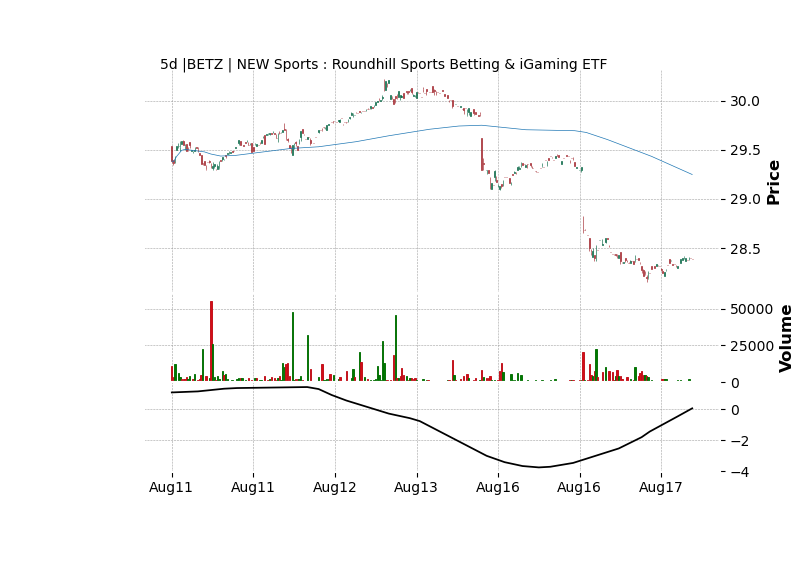 5d |BETZ | NEW Sports : Roundhill Sports Betting & iGaming ETF
30.0
29.5
29.0
28.5
Price
50000
25000
0
Volume
0
−2
−4
Aug11 Aug11 Aug12 Aug13 Aug16 Aug16 Aug17